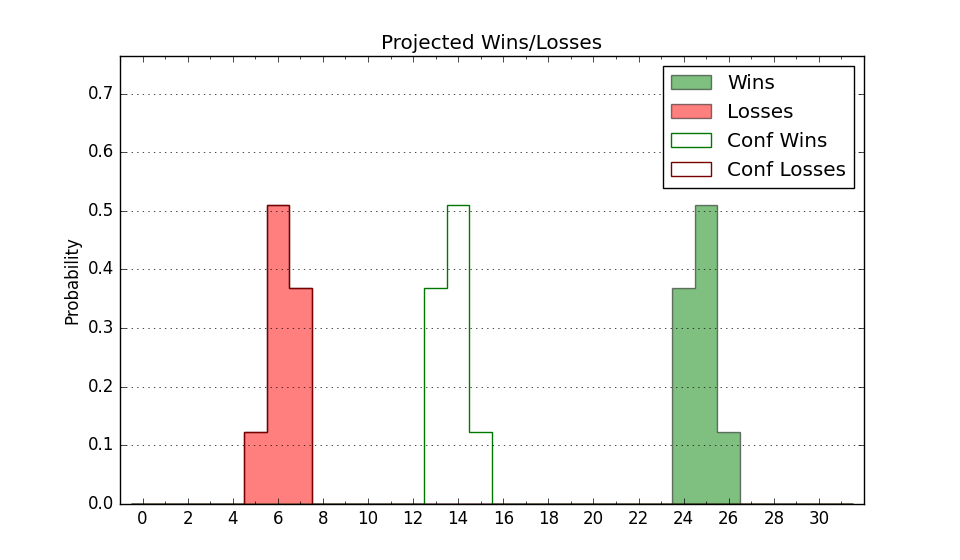 Projected Wins/Losses
Wins
Losses
Conf Wins
Conf Losses
Probability
0.7
0.6
0.5
0.4
0.3
0.2
0.1
0.0
0 2 4 6 8 10 12 14 16 18 20 22 24 26 28 30